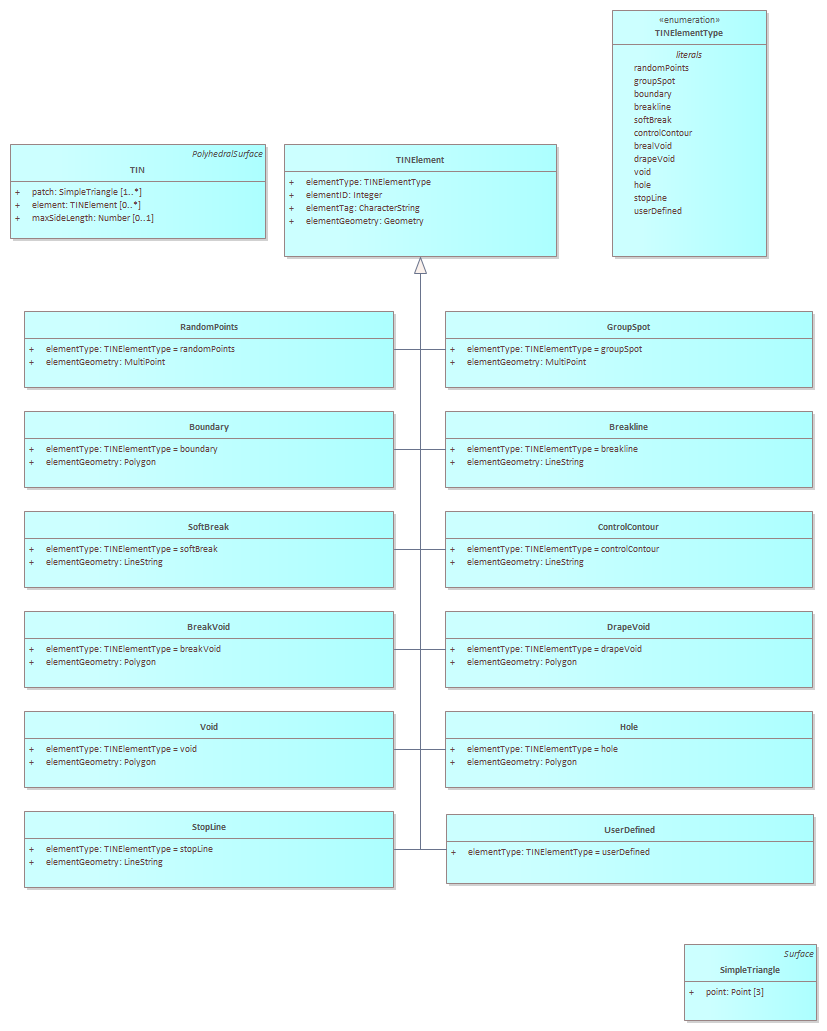 «enumeration»
TINElementType
literals
randomPoints
groupSpot
boundary
breakline
softBreak
controlContour
brealVoid
drapeVoid
void
hole
stopLine
userDefined
PolyhedralSurface
TIN
+ patch: SimpleTriangle [1..*]
+ element: TINElement [0..*]
+ maxSideLength: Number [0..1]
TINElement
+ elementType: TINElementType
+ elementID: Integer
+ elementTag: CharacterString
+ elementGeometry: Geometry
RandomPoints
+ elementType: TINElementType = randomPoints
+ elementGeometry: MultiPoint
GroupSpot
+ elementType: TINElementType = groupSpot
+ elementGeometry: MultiPoint
Boundary
+ elementType: TINElementType = boundary
+ elementGeometry: Polygon
Breakline
+ elementType: TINElementType = breakline
+ elementGeometry: LineString
SoftBreak
+ elementType: TINElementType = softBreak
+ elementGeometry: LineString
ControlContour
+ elementType: TINElementType = controlContour
+ elementGeometry: LineString
BreakVoid
+ elementType: TINElementType = breakVoid
+ elementGeometry: Polygon
DrapeVoid
+ elementType: TINElementType = drapeVoid
+ elementGeometry: Polygon
Void
+ elementType: TINElementType = void
+ elementGeometry: Polygon
Hole
+ elementType: TINElementType = hole
+ elementGeometry: Polygon
StopLine
+ elementType: TINElementType = stopLine
+ elementGeometry: LineString
UserDefined
+ elementType: TINElementType = userDefined
Surface
SimpleTriangle
+ point: Point [3]